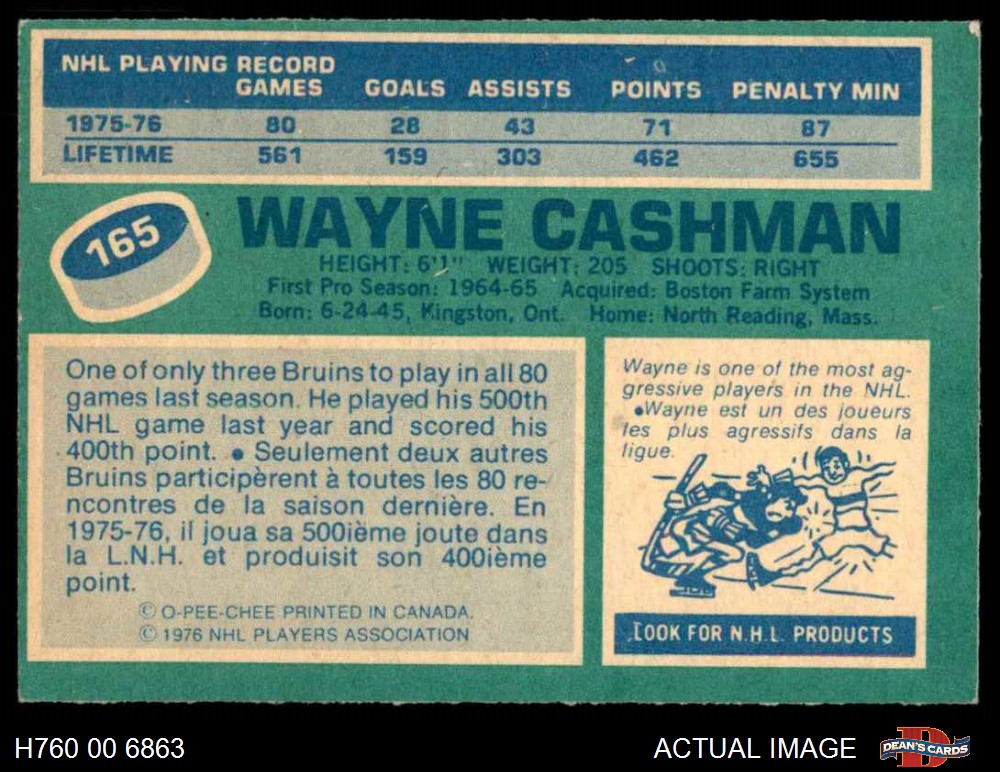 NHL PLAYING RECORD
GAMES GOALS ASSISTS POINTS PENALTY MIN
1975-76 80 28 43 71 87
LIFETIME 561 159 303 462 655
165
WAYNE CASHMAN
HEIGHT: 6'1" WEIGHT: 205 SHOOTS: RIGHT
First Pro Season: 1964-65 Acquired: Boston Farm System
Born: 6-24-45, Kingston, Ont. Home: North Reading, Mass.
One of only three Bruins to play in all 80
games last season. He played his 500th
NHL game last year and scored his
400th point. • Seulement deux autres
Bruins participèrent à toutes les 80 re-
ncontres de la saison dernière. En
1975-76, il joua sa 500ième joute dans
la L.N.H. et produisit son 400ième
point.
© O-PEE-CHEE PRINTED IN CANADA.
© 1976 NHL PLAYERS ASSOCIATION
Wayne is one of the most ag-
gressive players in the NHL.
•Wayne est un des joueurs
les plus agressifs dans la
ligue.
LOOK FOR N.H.L. PRODUCTS
H760 00 6863
ACTUAL IMAGE
D
DEAN'S CARDS